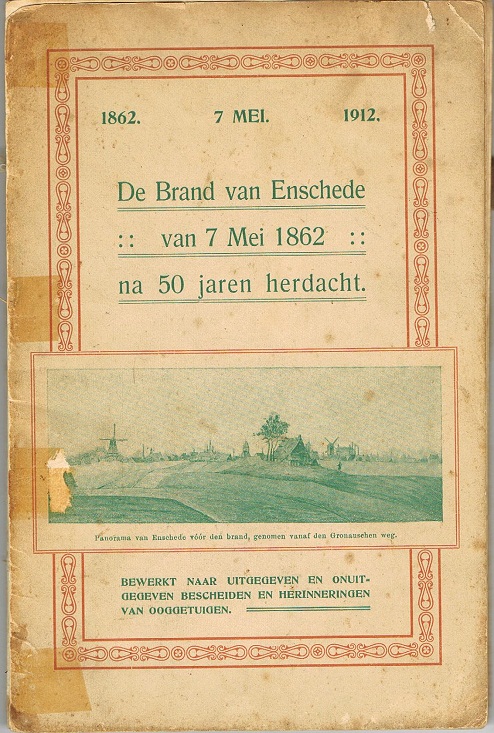 1862. 7 MEI. 1912.
De Brand van Enschede
:: van 7 Mei 1862 ::
na 50 jaren herdacht.
Panorama van Enschede vóór den brand, genomen vanaf den Gronauschen weg.
BEWERKT NAAR UITGEGEVEN EN ONUIT-
GEGEVEN BESCHEIDEN EN HERINNERINGEN
VAN OOGGETUIGEN.